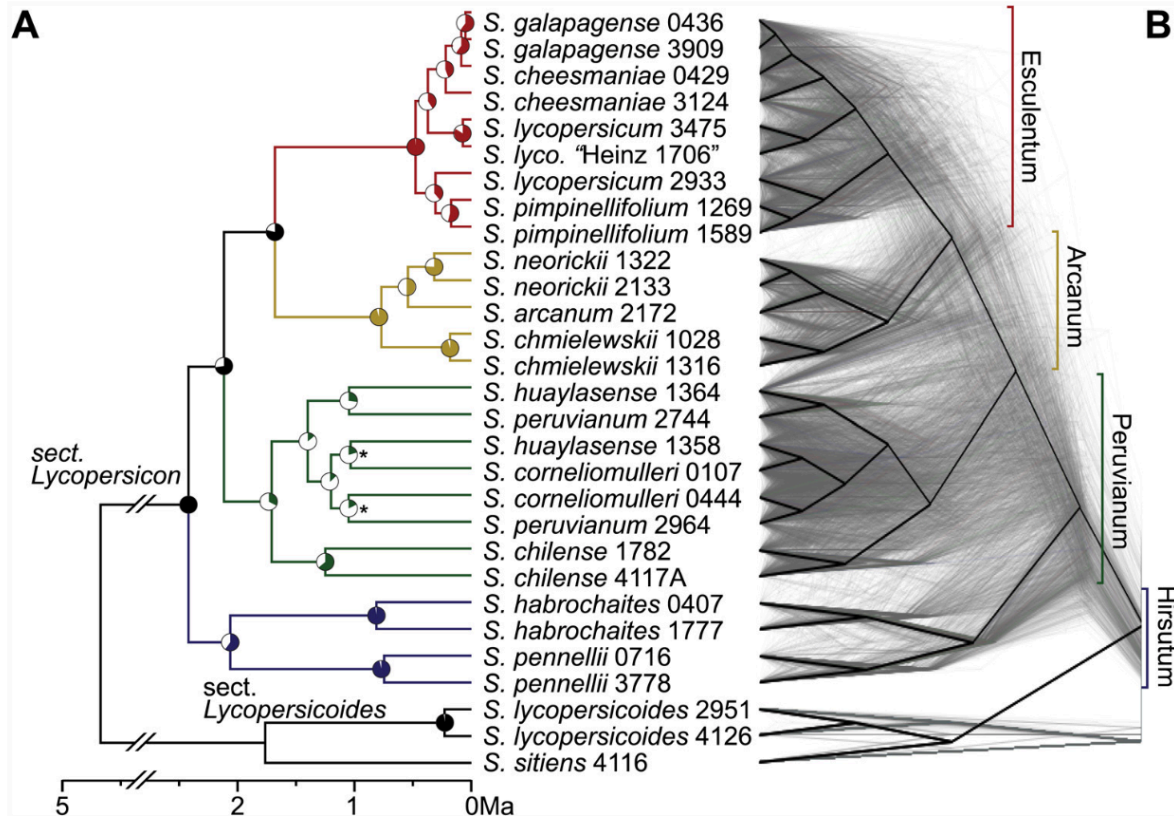 A
B
S. galapagense 0436
S. galapagense 3909
S. cheesmaniae 0429
S. cheesmaniae 3124
S. lycopersicum 3475
S. lyco. “Heinz 1706”
S. lycopersicum 2933
S. pimpinellifolium 1269
S. pimpinellifolium 1589
S. neorickii 1322
S. neorickii 2133
S. arcanum 2172
S. chmielewskii 1028
S. chmielewskii 1316
S. huaylasense 1364
S. peruvianum 2744
S. huaylasense 1358
*
S. corneliomulleri 0107
S. corneliomulleri 0444
*
S. peruvianum 2964
S. chilense 1782
S. chilense 4117A
S. habrochaites 0407
S. habrochaites 1777
S. pennellii 0716
S. pennellii 3778
S. lycopersicoides 2951
S. lycopersicoides 4126
S. sitiens 4116
sect.
Lycopersicon
sect.
Lycopersicoides
5 2 1 0Ma
Esculentum
Arcanum
Peruvianum
Hirsutum